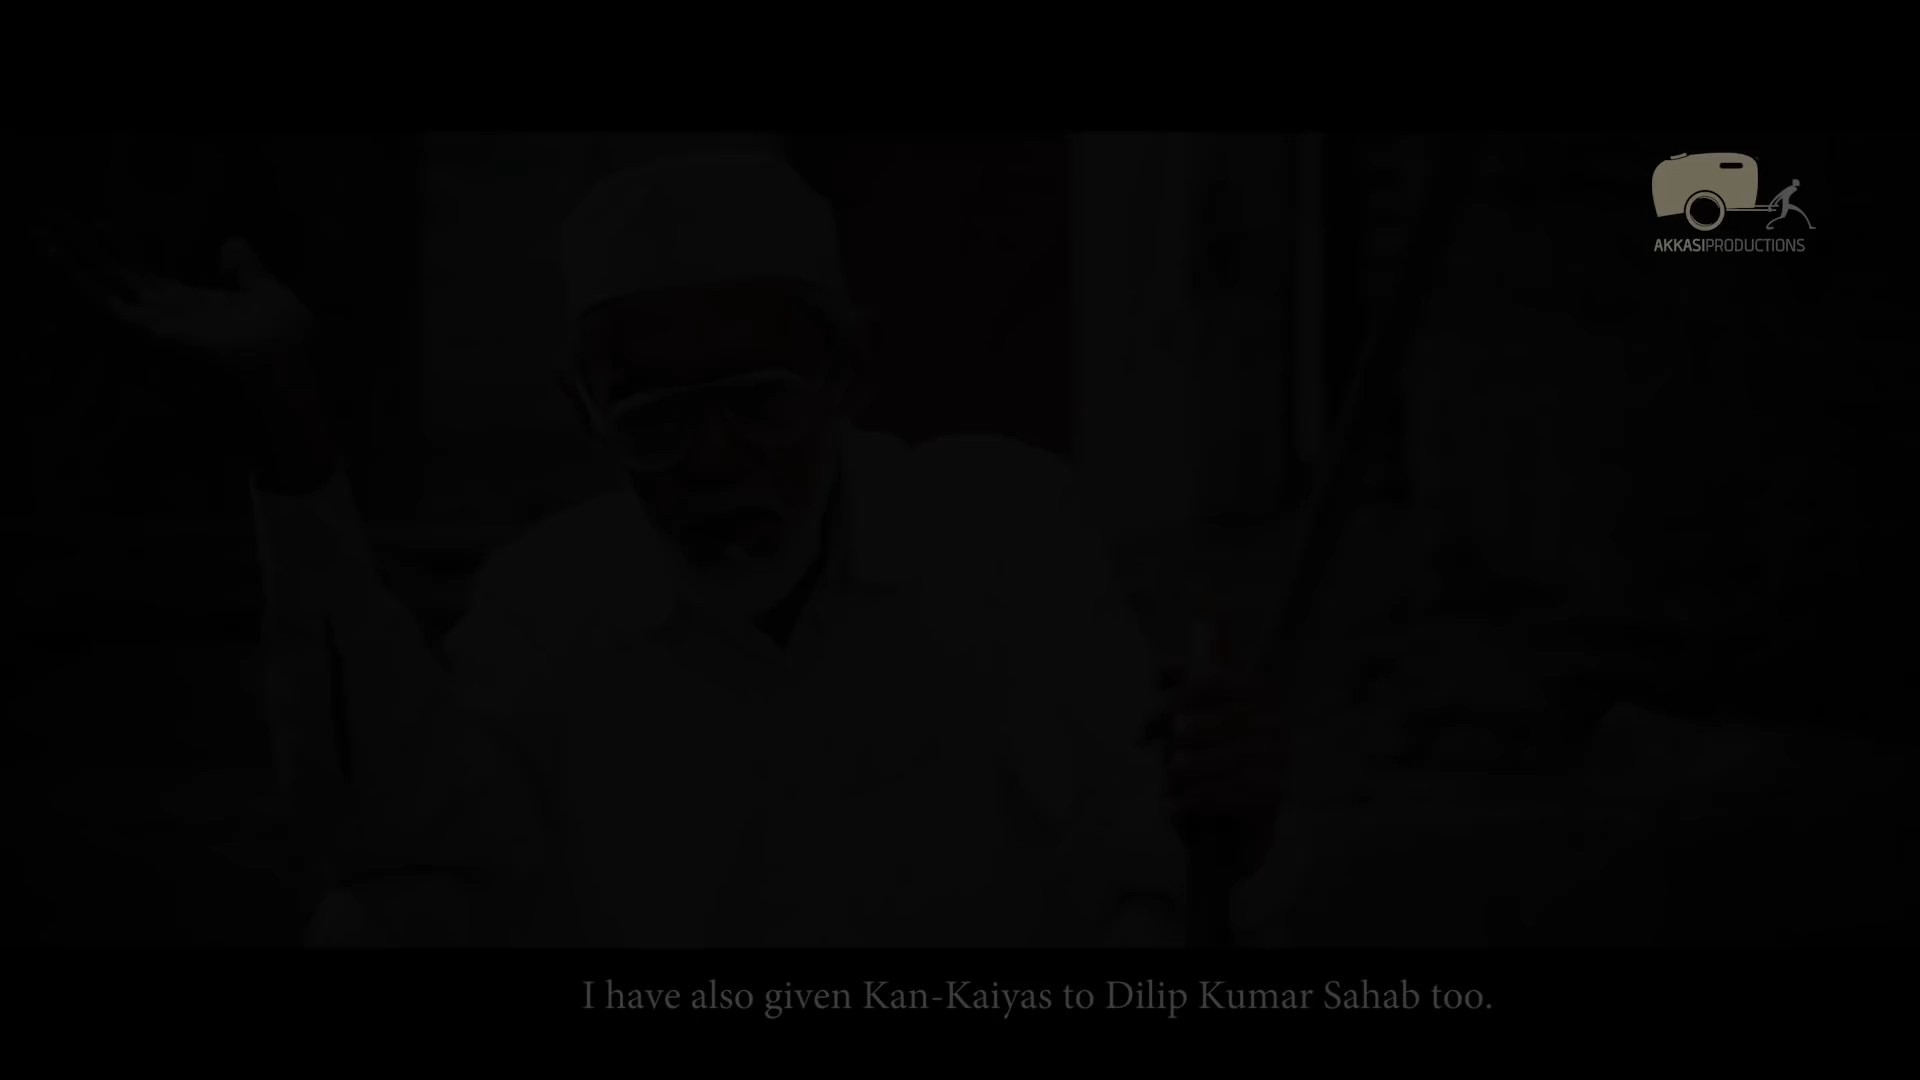 AKKASIPRODUCTIONS
I have also given Kan-Kaiyas to Dilip Kumar Sahab too.